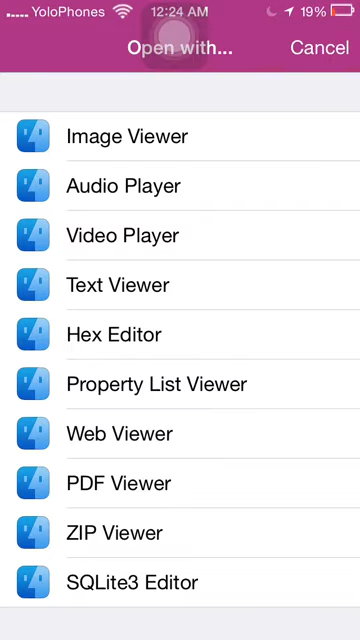 YoloPhones 12:24 AM 19%
Open with... Cancel
Image Viewer
Audio Player
Video Player
Text Viewer
Hex Editor
Property List Viewer
Web Viewer
PDF Viewer
ZIP Viewer
SQLite3 Editor